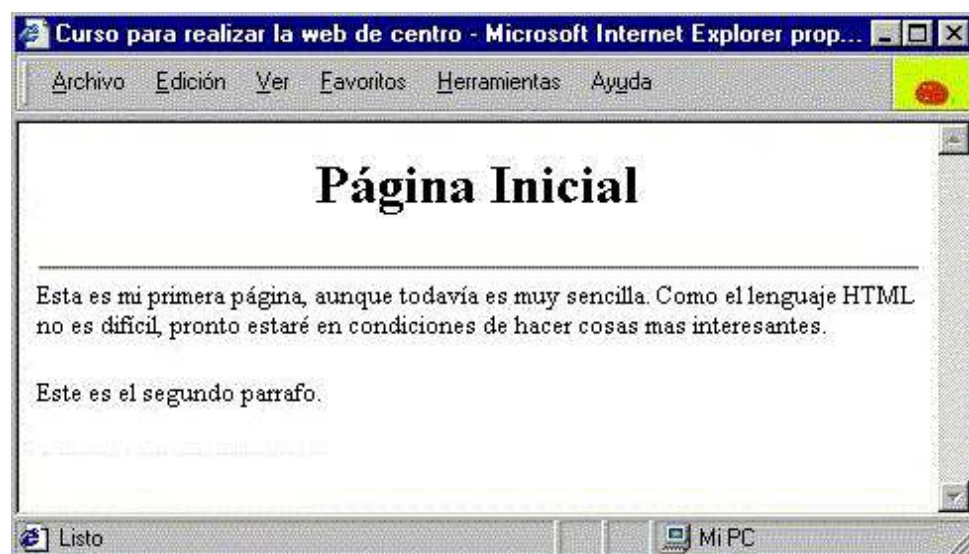 Curso para realizar la web de centro - Microsoft Internet Explorer prop...
Archivo Edición Ver Favoritos Herramientas Ayuda
Página Inicial
Esta es mi primera página, aunque todavía es muy sencilla. Como el lenguaje HTML
no es difícil, pronto estaré en condiciones de hacer cosas mas interesantes.
Este es el segundo parrafo.
Listo
Mi PC